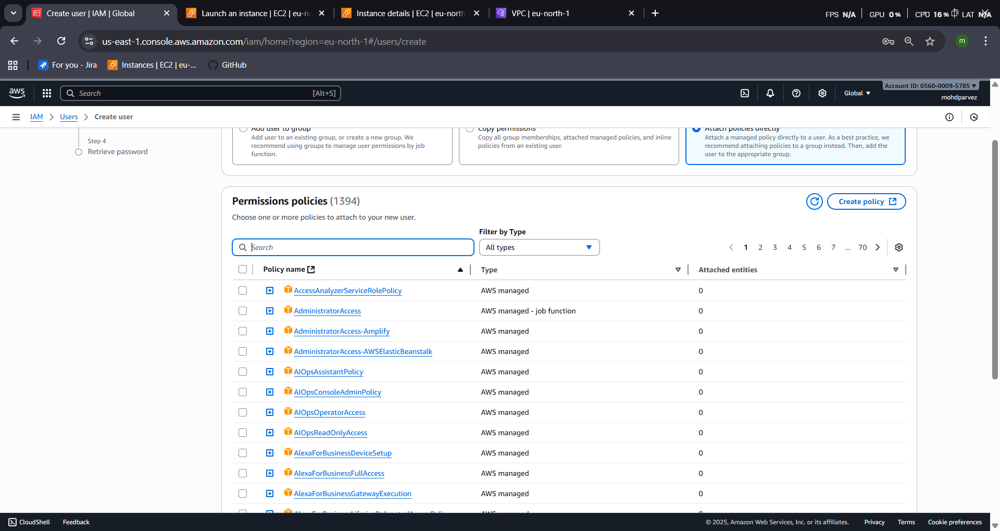 Create user | IAM | Global
Launch an instance | EC2 | eu-n
Instance details | EC2 | eu-north
VPC | eu-north-1
FPS N/A GPU 0% CPU 16% LAT N/A
us-east-1.console.aws.amazon.com/iam/home?region=eu-north-1#/users/create
m
For you - Jira
Instances | EC2 | eu-...
GitHub
aws
Search
[Alt+S]
Global
Account ID: 0560-0009-5785
mohdparvez
IAM
Users
Create user
Step 4
Retrieve password
Add user to group
Add user to an existing group, or create a new group. We
recommend using groups to manage user permissions by job
function.
Copy permissions
Copy all group memberships, attached managed policies, and inline
policies from an existing user.
Attach policies directly
Attach a managed policy directly to a user. As a best practice, we
recommend attaching policies to a group instead. Then, add the
user to the appropriate group.
Permissions policies (1394)
Create policy
Choose one or more policies to attach to your new user.
Filter by Type
Search
All types
1 2 3 4 5 6 7 ... 70
Policy name Type Attached entities
AccessAnalyzerServiceRolePolicy AWS managed 0
AdministratorAccess AWS managed - job function 0
AdministratorAccess-Amplify AWS managed 0
AdministratorAccess-AWSElasticBeanstalk AWS managed 0
AIOpsAssistantPolicy AWS managed 0
AIOpsConsoleAdminPolicy AWS managed 0
AIOpsOperatorAccess AWS managed 0
AIOpsReadOnlyAccess AWS managed 0
AlexaForBusinessDeviceSetup AWS managed 0
AlexaForBusinessFullAccess AWS managed 0
AlexaForBusinessGatewayExecution AWS managed 0
CloudShell
Feedback
© 2025, Amazon Web Services, Inc. or its affiliates.
Privacy
Terms
Cookie preferences